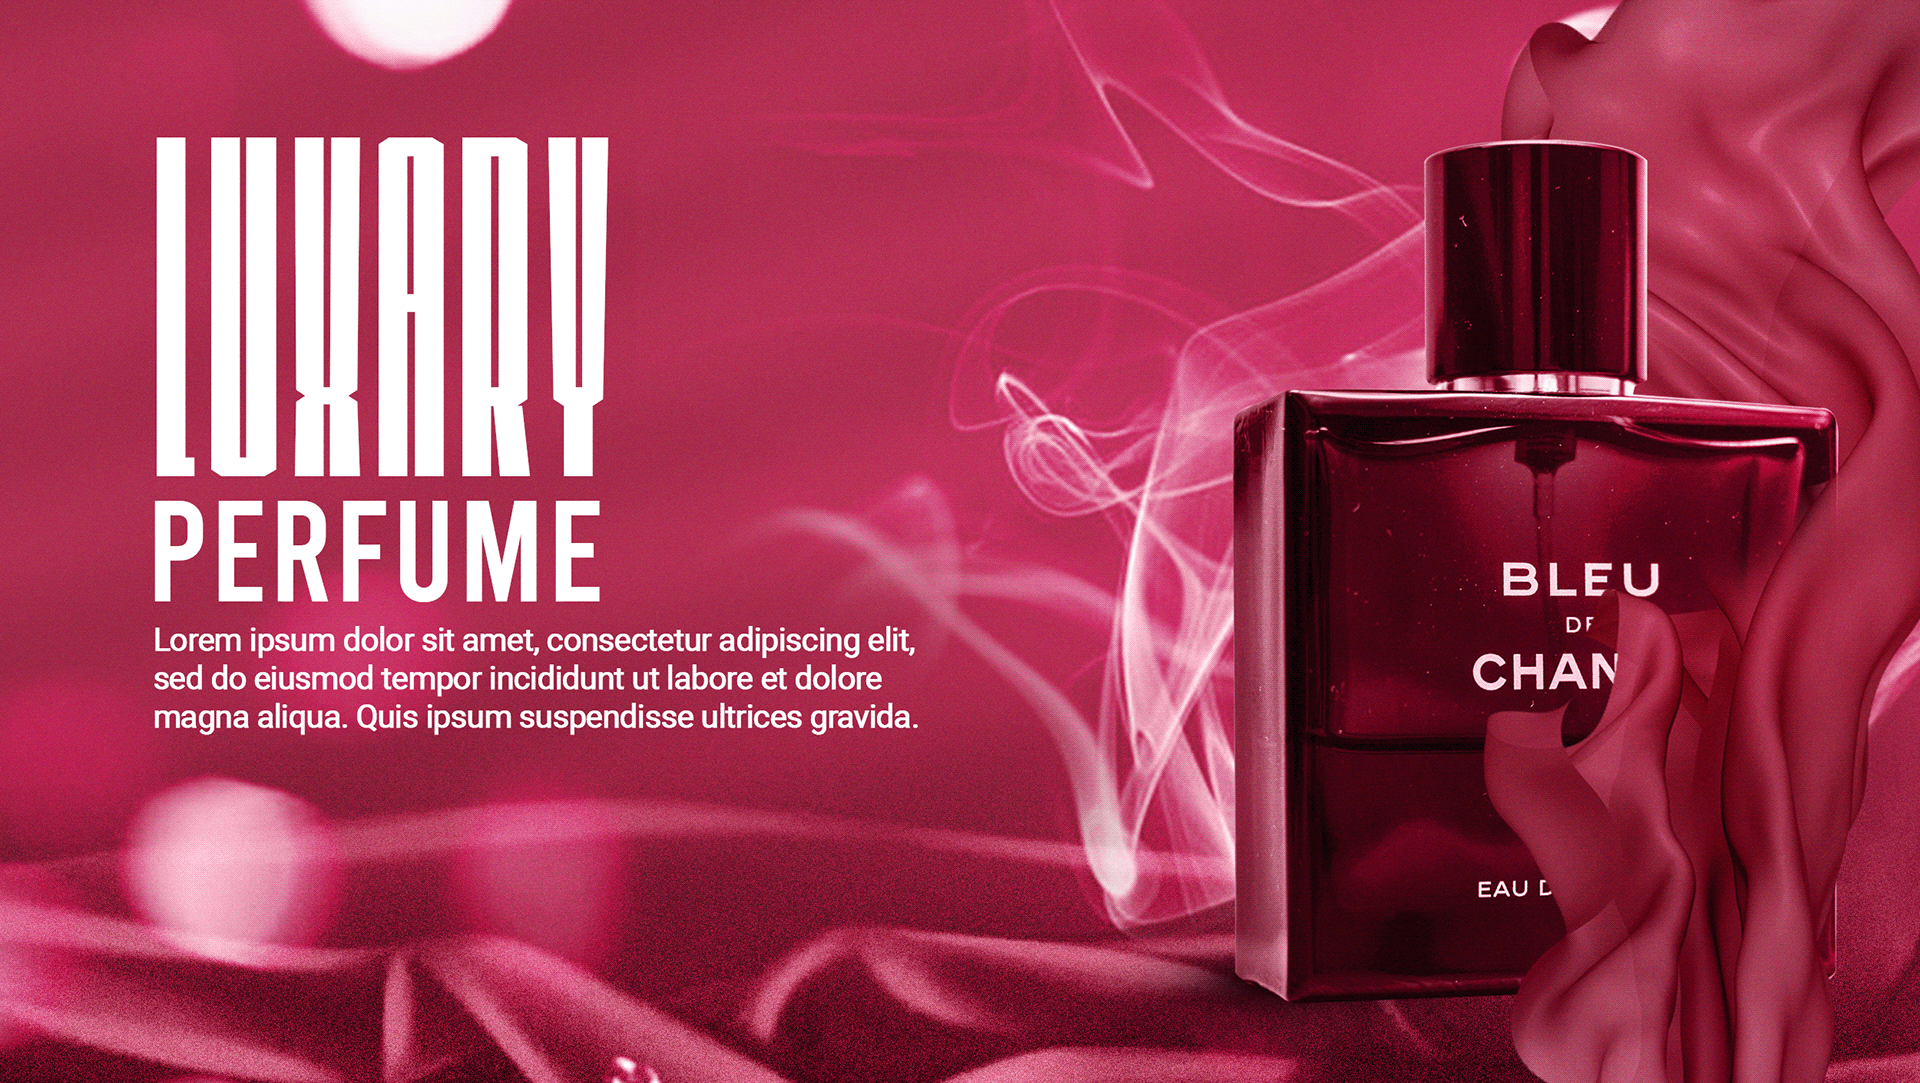 LUXARY
PERFUME
Lorem ipsum dolor sit amet, consectetur adipiscing elit,
sed do eiusmod tempor incididunt ut labore et dolore
magna aliqua. Quis ipsum suspendisse ultrices gravida.
BLEU
DE
CHAN
EAU D